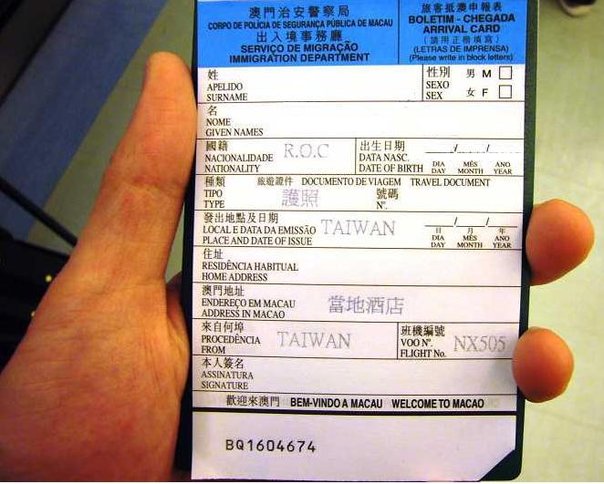 澳門治安警察局
CORPO DE POLÍCIA DE SEGURANÇA PÚBLICA DE MACAU
出入境事務廳
SERVIÇO DE MIGRAÇÃO
IMMIGRATION DEPARTMENT
旅客抵澳申報表
BOLETIM - CHEGADA
ARRIVAL CARD
(請用正楷填寫)
(LETRAS DE IMPRENSA)
(Please write in block letters)
姓
APELIDO
SURNAME
性別 男 M
SEXO
SEX 女 F
名
NOME
GIVEN NAMES
國籍
NACIONALIDADE
NATIONALITY
R.O.C
出生日期
DATA NASC.
DATE OF BIRTH
DIA MÊS ANO
DAY MONTH YEAR
種類 旅遊證件 DOCUMENTO DE VIAGEM TRAVEL DOCUMENT
TIPO
TYPE
護照
號碼
Nº.
發出地點及日期
LOCAL E DATA DA EMISSÃO
PLACE AND DATE OF ISSUE
TAIWAN
日 月 年
DIA MÊS ANO
DAY MONTH YEAR
住址
RESIDÊNCIA HABITUAL
HOME ADDRESS
澳門地址
ENDEREÇO EM MACAU
ADDRESS IN MACAO
當地酒店
來自何埠
PROCEDÊNCIA
FROM
TAIWAN
班機編號
VOO Nº.
FLIGHT No.
NX505
本人簽名
ASSINATURA
SIGNATURE
歡迎來澳門 BEM-VINDO A MACAU WELCOME TO MACAO
BQ1604674